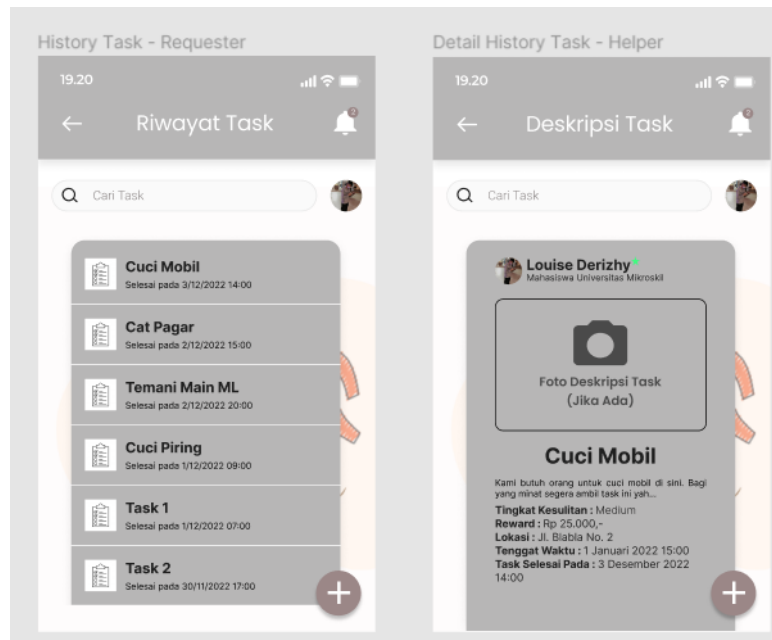 History Task - Requester
19.20
Riwayat Task
2
Cari Task
Cuci Mobil
Selesai pada 3/12/2022 14:00
Cat Pagar
Selesai pada 2/12/2022 15:00
Temani Main ML
Selesai pada 2/12/2022 20:00
Cuci Piring
Selesai pada 1/12/2022 09:00
Task 1
Selesai pada 1/12/2022 07:00
Task 2
Selesai pada 30/11/2022 17:00
+
Detail History Task - Helper
19.20
Deskripsi Task
2
Cari Task
Louise Derizhy
Mahasiswa Universitas Mikroskil
Foto Deskripsi Task
(Jika Ada)
Cuci Mobil
Kami butuh orang untuk cuci mobil di sini. Bagi
yang minat segera ambil task ini yah...
Tingkat Kesulitan : Medium
Reward : Rp 25.000,-
Lokasi : Jl. Blabla No. 2
Tenggat Waktu : 1 Januari 2022 15:00
Task Selesai Pada : 3 Desember 2022
14:00
+